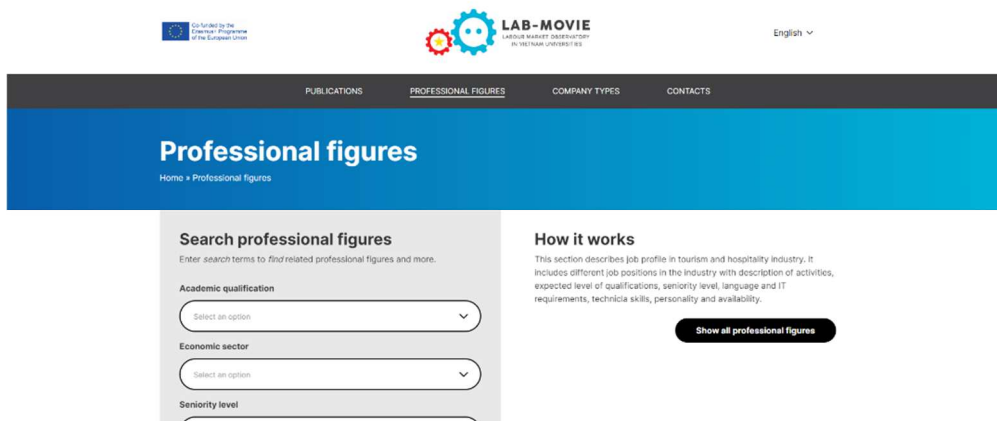 Co-funded by the
Erasmus+ Programme
of the European Union
LAB-MOVIE
LABOUR MARKET OBSERVATORY
IN VIETNAM UNIVERSITIES
English
PUBLICATIONS
PROFESSIONAL FIGURES
COMPANY TYPES
CONTACTS
Professional figures
Home » Professional figures
Search professional figures
Enter search terms to find related professional figures and more.
Academic qualification
Select an option
Economic sector
Select an option
Seniority level
How it works
This section describes job profile in tourism and hospitality industry. It
includes different job positions in the industry with description of activities,
expected level of qualifications, seniority level, language and IT
requirements, technicla skills, personality and availability.
Show all professional figures